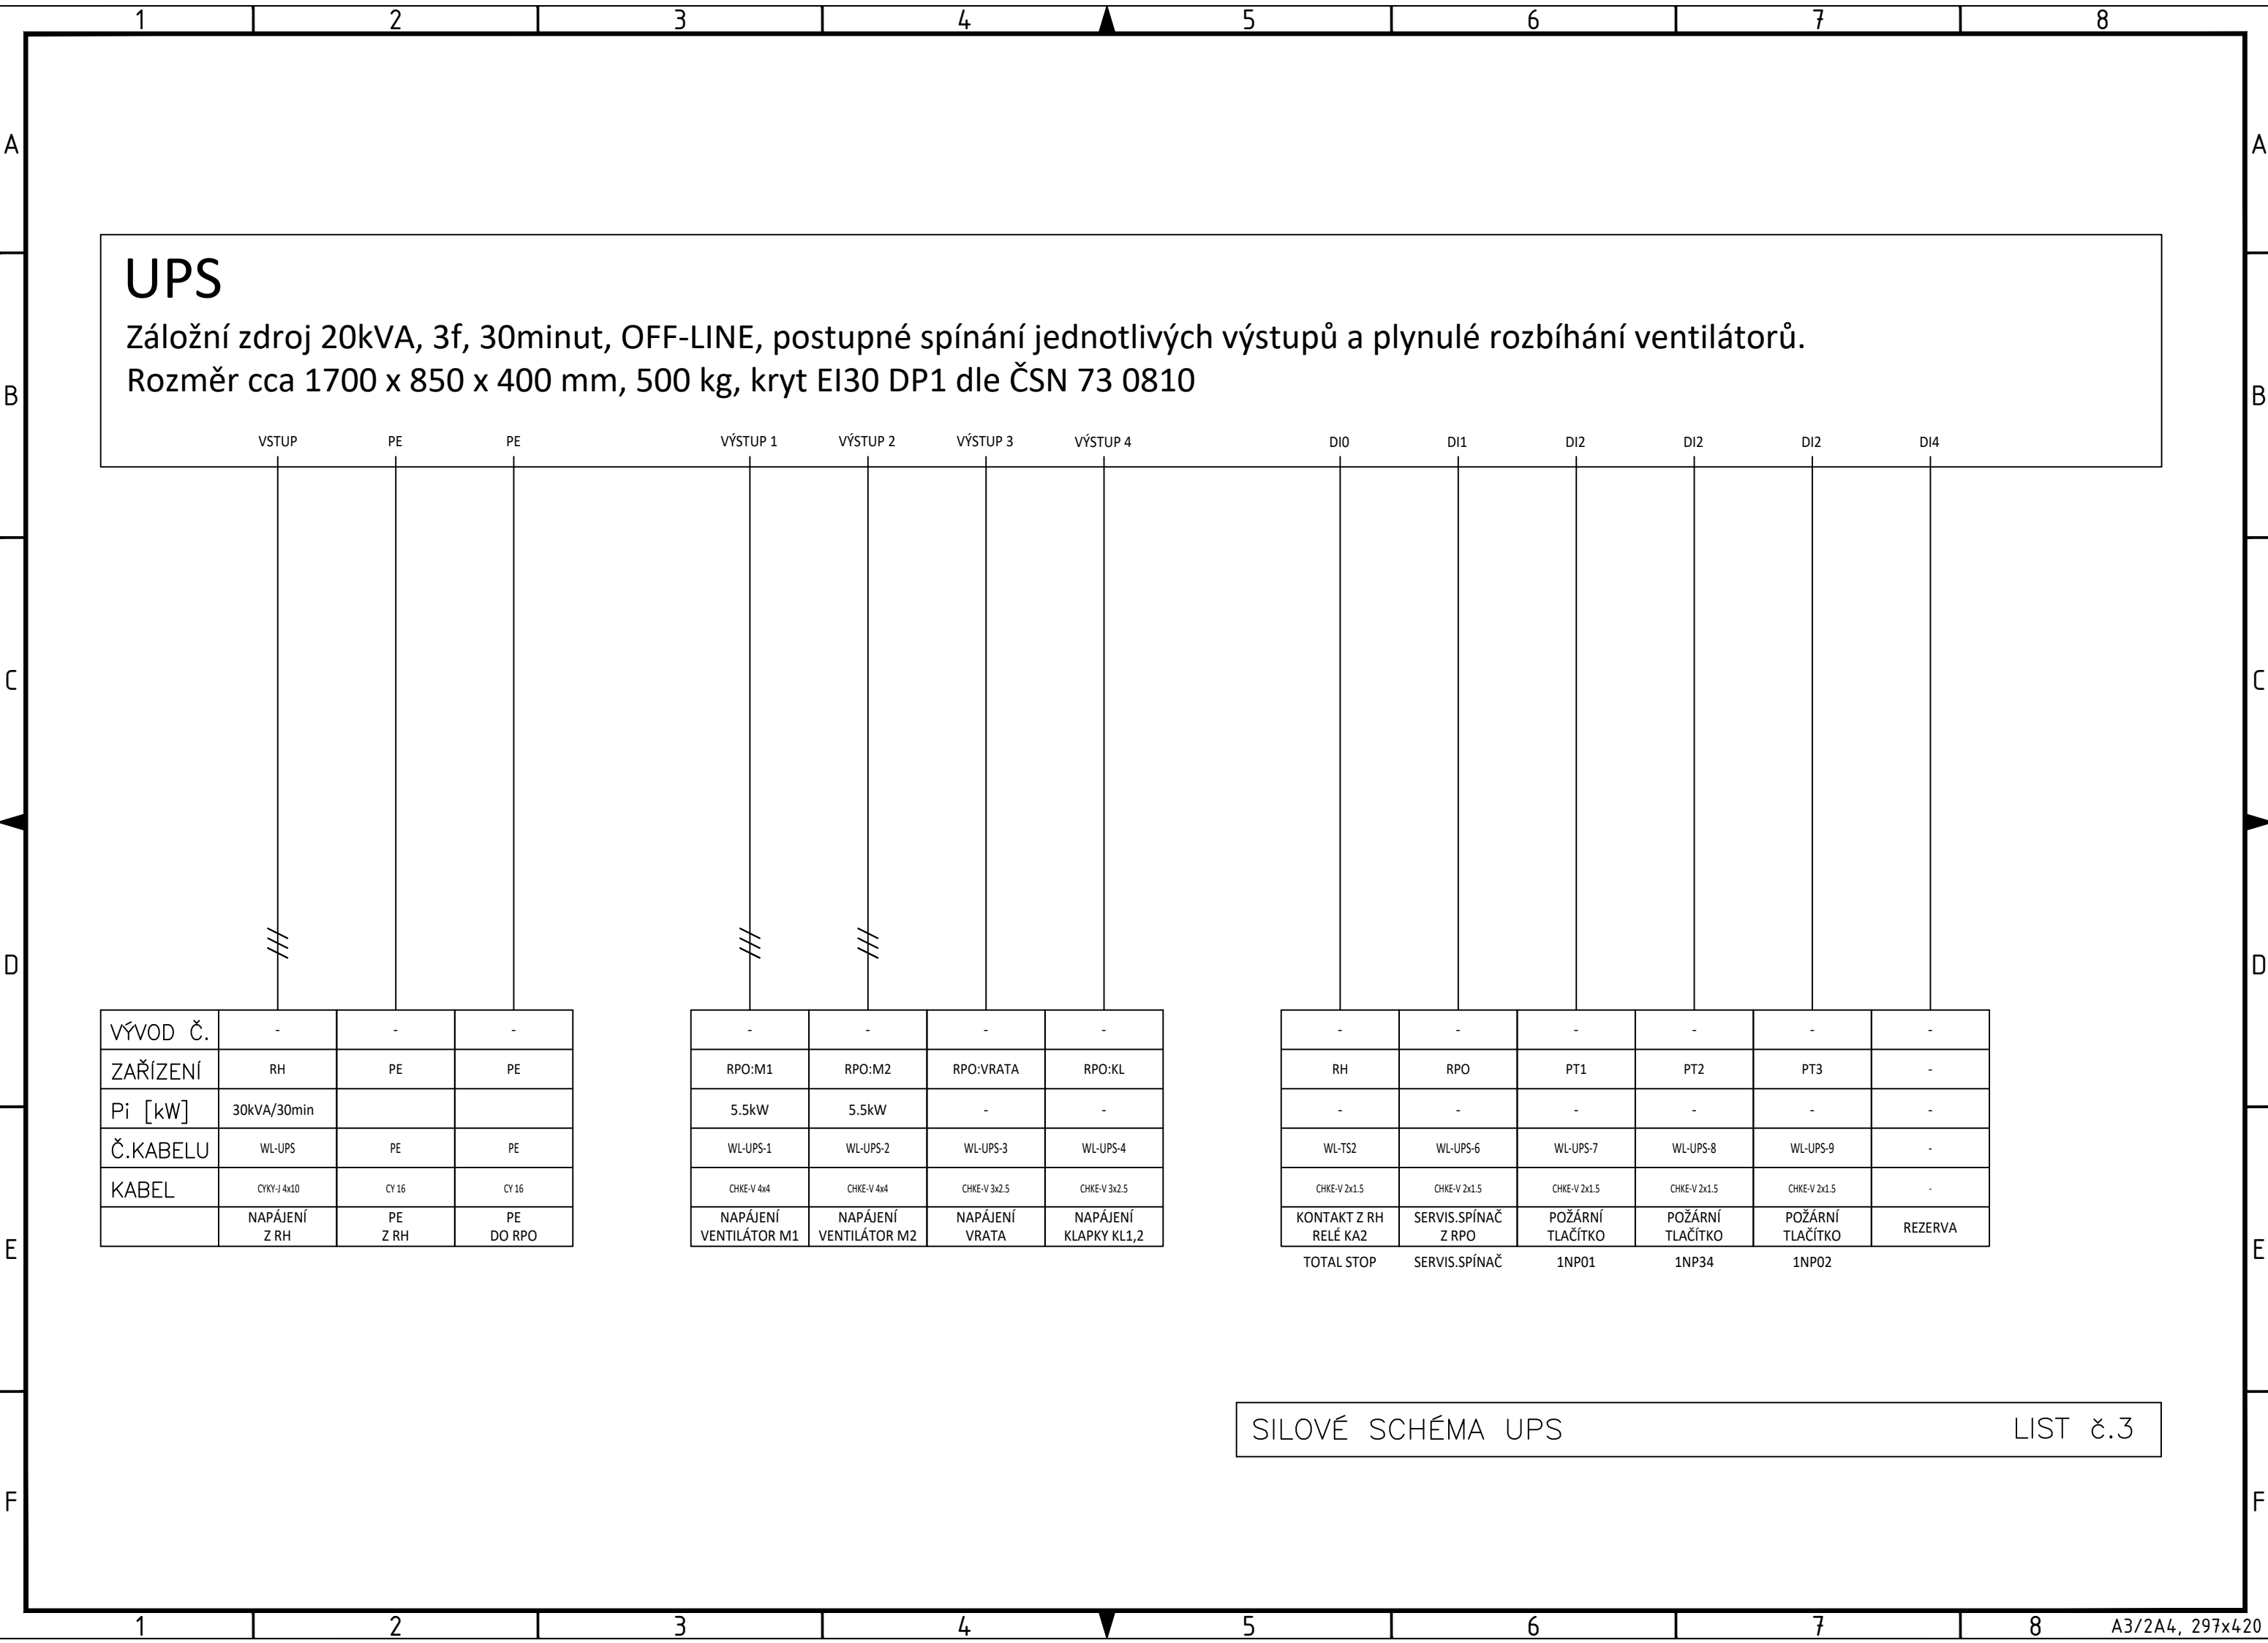 1 2 3 4 5 6 7 8
A A
UPS
Záložní zdroj 20kVA, 3f, 30minut, OFF-LINE, postupné spínání jednotlivých výstupů a plynulé rozbíhání ventilátorů.
Rozměr cca 1700 x 850 x 400 mm, 500 kg, kryt EI30 DP1 dle ČSN 73 0810
B B
VSTUP PE PE VÝSTUP 1 VÝSTUP 2 VÝSTUP 3 VÝSTUP 4 DI0 DI1 DI2 DI2 DI2 DI4
C C
D D
VÝVOD Č. - - - - - - - - - - - - -
ZAŘÍZENÍ RH PE PE RPO:M1 RPO:M2 RPO:VRATA RPO:KL RH RPO PT1 PT2 PT3 -
Pi [kW] 30kVA/30min 5.5kW 5.5kW - - - - - - - -
Č.KABELU WL-UPS PE PE WL-UPS-1 WL-UPS-2 WL-UPS-3 WL-UPS-4 WL-TS2 WL-UPS-6 WL-UPS-7 WL-UPS-8 WL-UPS-9 -
KABEL CYKY-J 4x10 CY 16 CY 16 CHKE-V 4x4 CHKE-V 4x4 CHKE-V 3x2.5 CHKE-V 3x2.5 CHKE-V 2x1.5 CHKE-V 2x1.5 CHKE-V 2x1.5 CHKE-V 2x1.5 CHKE-V 2x1.5 -
NAPÁJENÍ PE PE NAPÁJENÍ NAPÁJENÍ NAPÁJENÍ NAPÁJENÍ KONTAKT Z RH SERVIS.SPÍNAČ POŽÁRNÍ POŽÁRNÍ POŽÁRNÍ REZERVA
Z RH Z RH DO RPO VENTILÁTOR M1 VENTILÁTOR M2 VRATA KLAPKY KL1,2 RELÉ KA2 Z RPO TLAČÍTKO TLAČÍTKO TLAČÍTKO
E E
TOTAL STOP SERVIS.SPÍNAČ 1NP01 1NP34 1NP02
SILOVÉ SCHÉMA UPS LIST č.3
F F
1 2 3 4 5 6 7 8 A3/2A4, 297x420